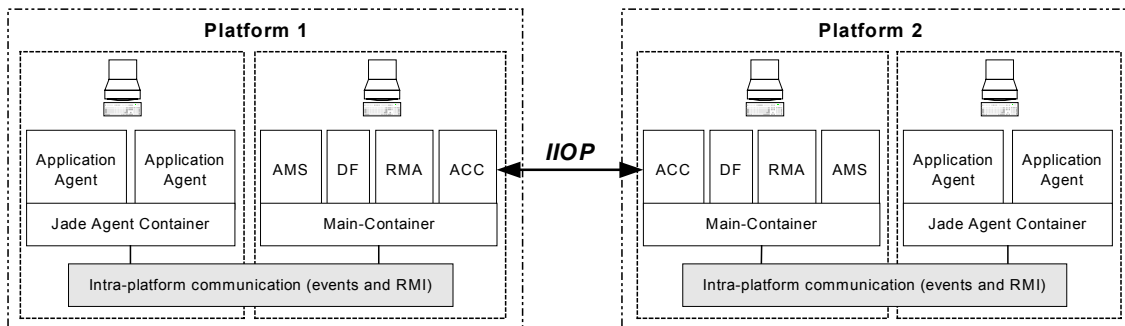 Platform 1
Platform 2
Application
Agent
Application
Agent
AMS
DF
RMA
ACC
IIOP
ACC
DF
RMA
AMS
Application
Agent
Application
Agent
Jade Agent Container
Main-Container
Main-Container
Jade Agent Container
Intra-platform communication (events and RMI)
Intra-platform communication (events and RMI)